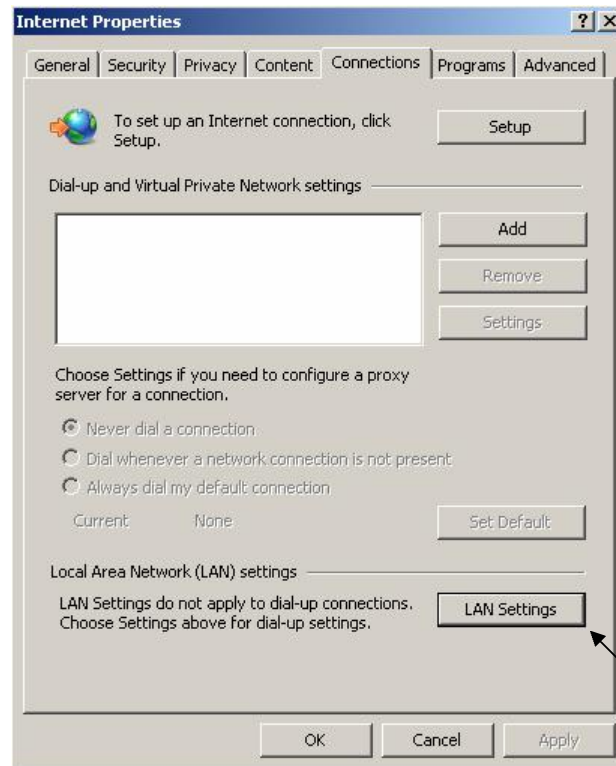 Internet Properties
? X
General Security Privacy Content Connections Programs Advanced
To set up an Internet connection, click
Setup.
Setup
Dial-up and Virtual Private Network settings
Add
Remove
Settings
Choose Settings if you need to configure a proxy
server for a connection.
Never dial a connection
Dial whenever a network connection is not present
Always dial my default connection
Current None
Set Default
Local Area Network (LAN) settings
LAN Settings do not apply to dial-up connections.
Choose Settings above for dial-up settings.
LAN Settings
OK Cancel Apply